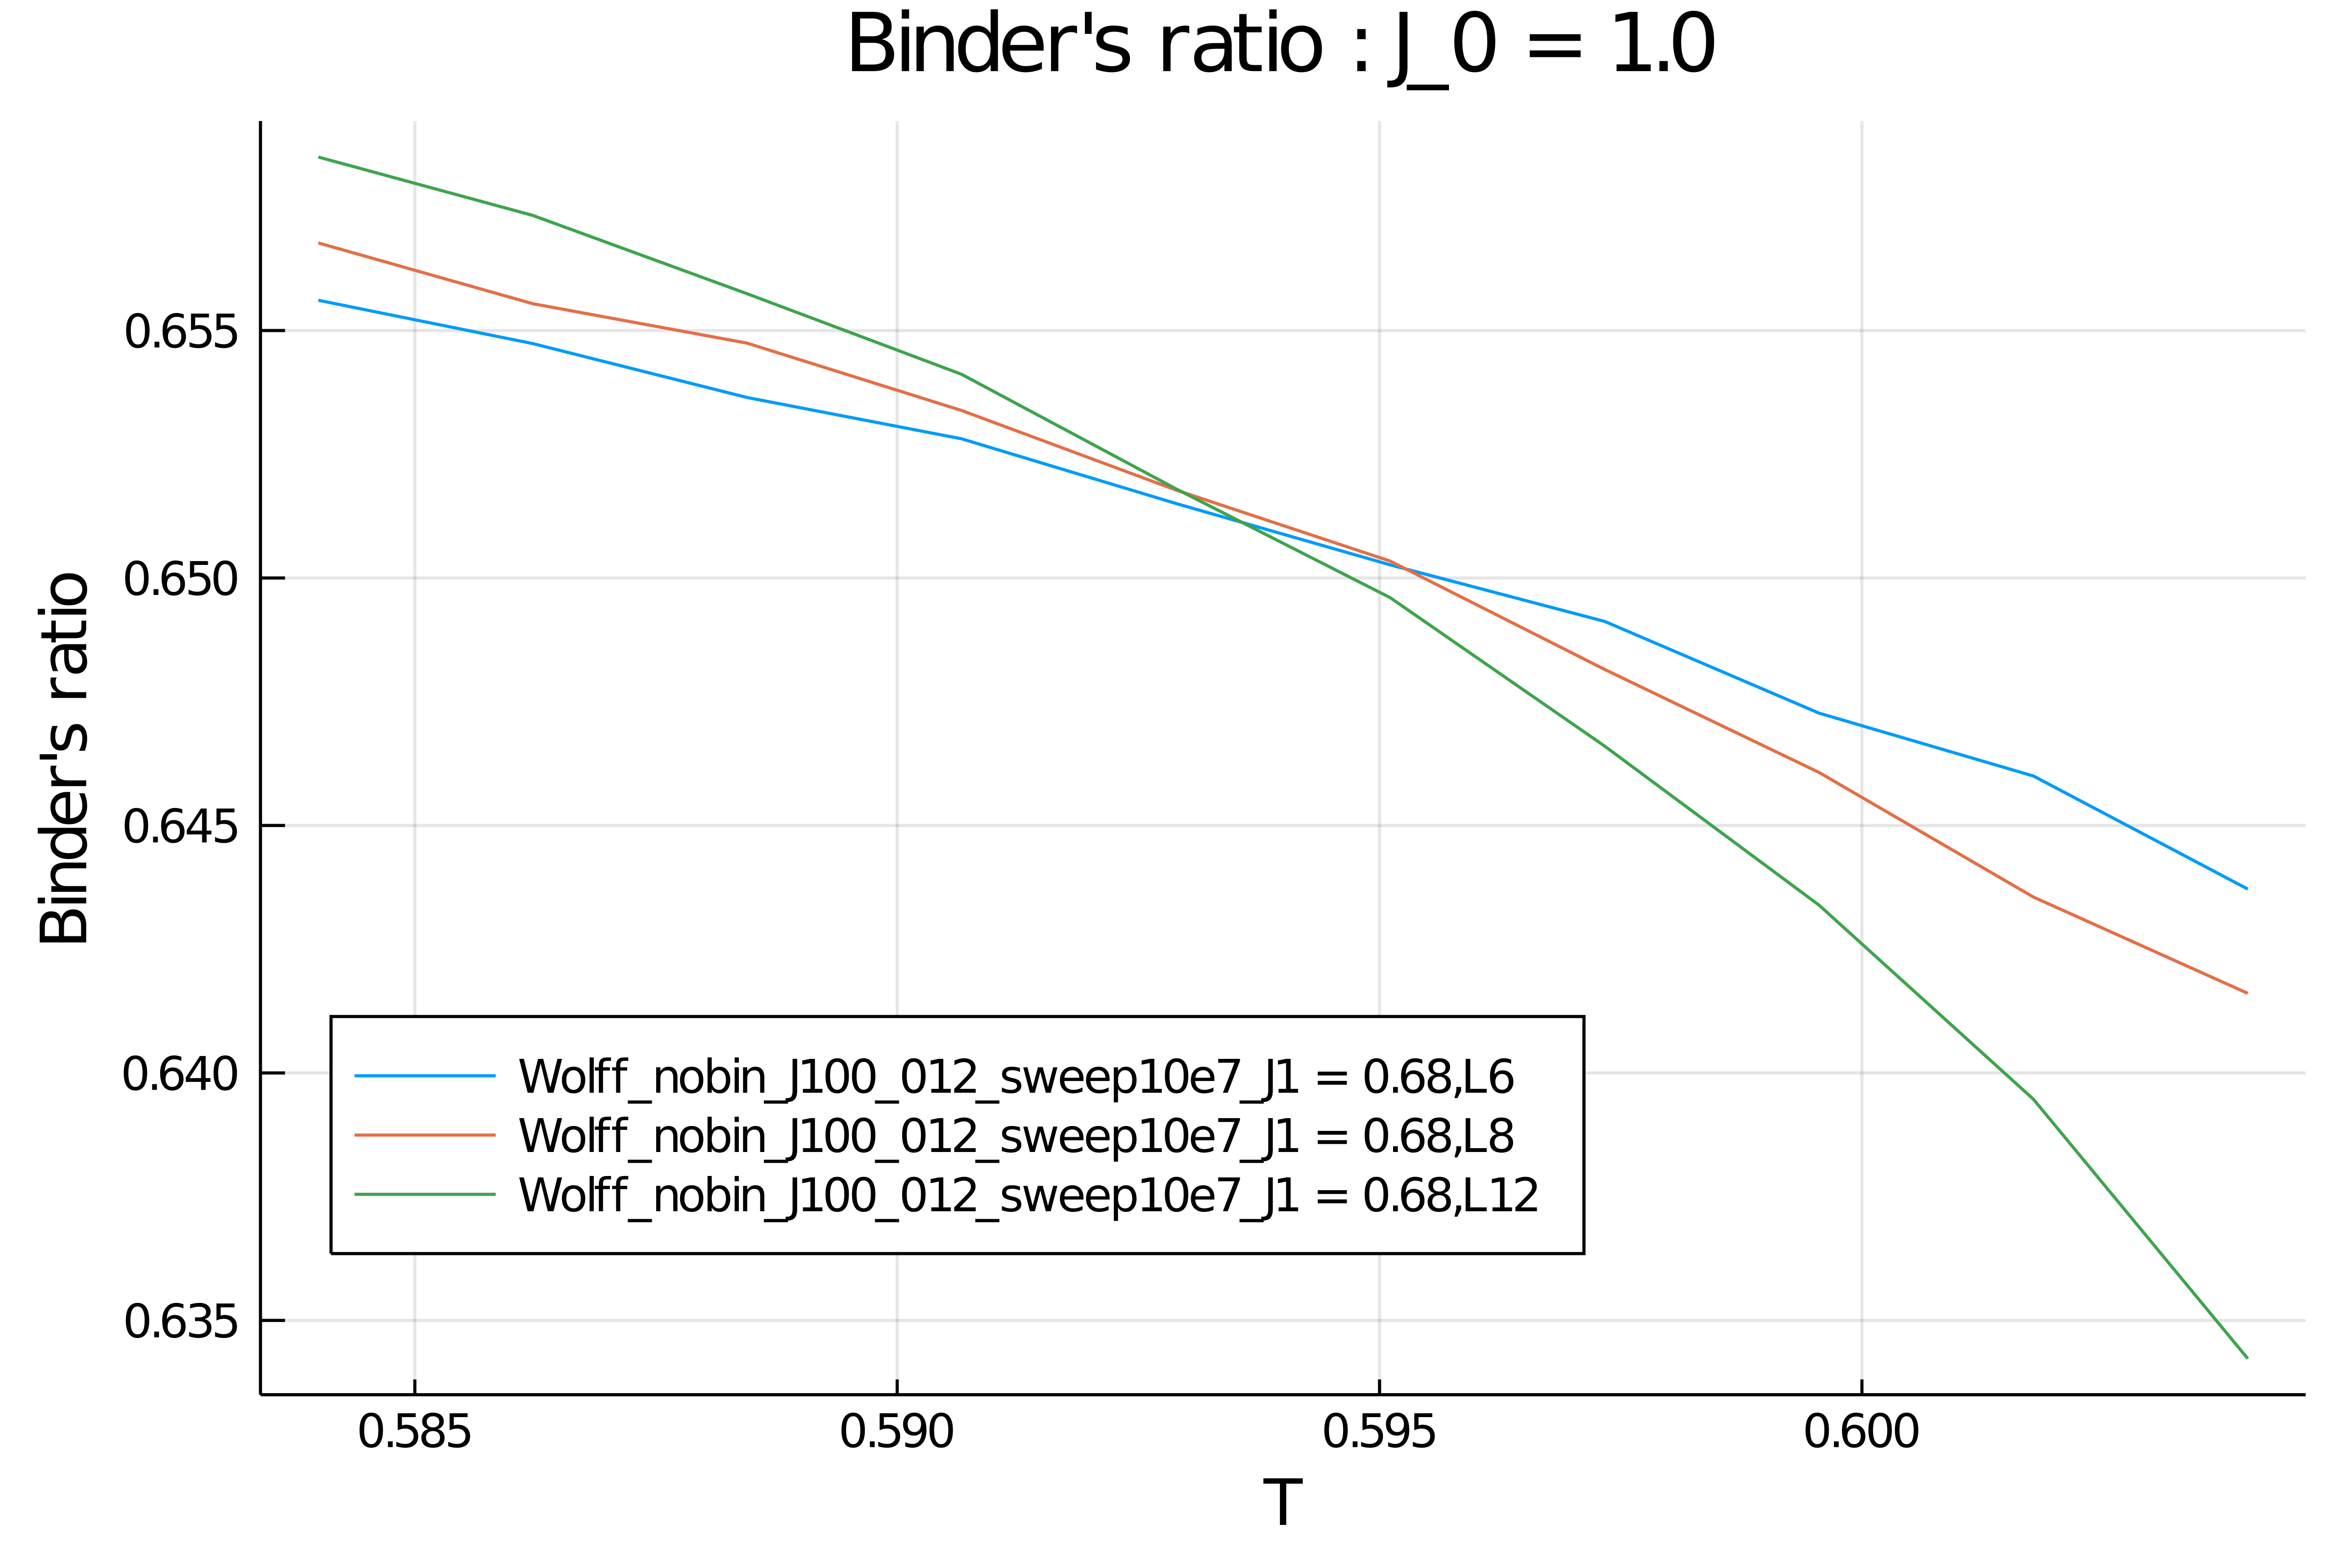 Binder's ratio : J_0 = 1.0
Binder's ratio
0.655
0.650
0.645
0.640
0.635
Wolff_nobin_J100_012_sweep10e7_J1 = 0.68,L6
Wolff_nobin_J100_012_sweep10e7_J1 = 0.68,L8
Wolff_nobin_J100_012_sweep10e7_J1 = 0.68,L12
0.585 0.590 0.595 0.600
T